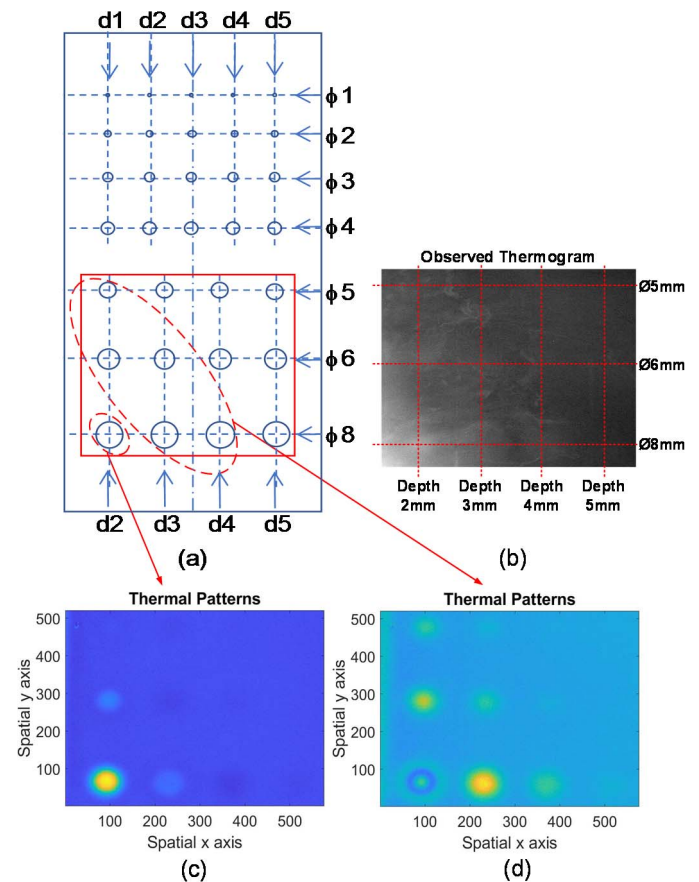 d1 d2 d3 d4 d5
ϕ1
ϕ2
ϕ3
ϕ4
ϕ5
ϕ6
ϕ8
d2 d3 d4 d5
(a)
Observed Thermogram
Ø5mm
Ø6mm
Ø8mm
Depth Depth Depth Depth
2mm 3mm 4mm 5mm
(b)
Thermal Patterns
500
400
300
200
100
100 200 300 400 500
Spatial y axis
Spatial x axis
(c)
Thermal Patterns
500
400
300
200
100
100 200 300 400 500
Spatial y axis
Spatial x axis
(d)